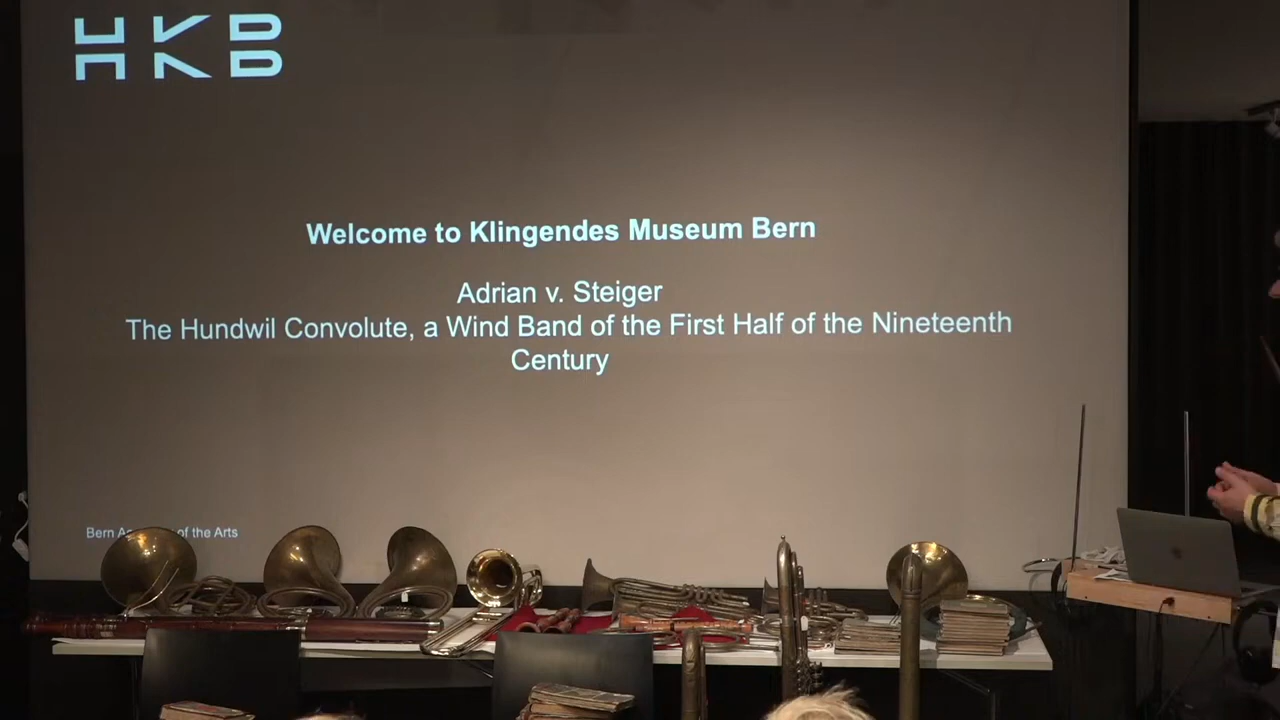 HKB
Welcome to Klingendes Museum Bern
Adrian v. Steiger
The Hundwil Convolute, a Wind Band of the First Half of the Nineteenth
Century
Bern of the Arts